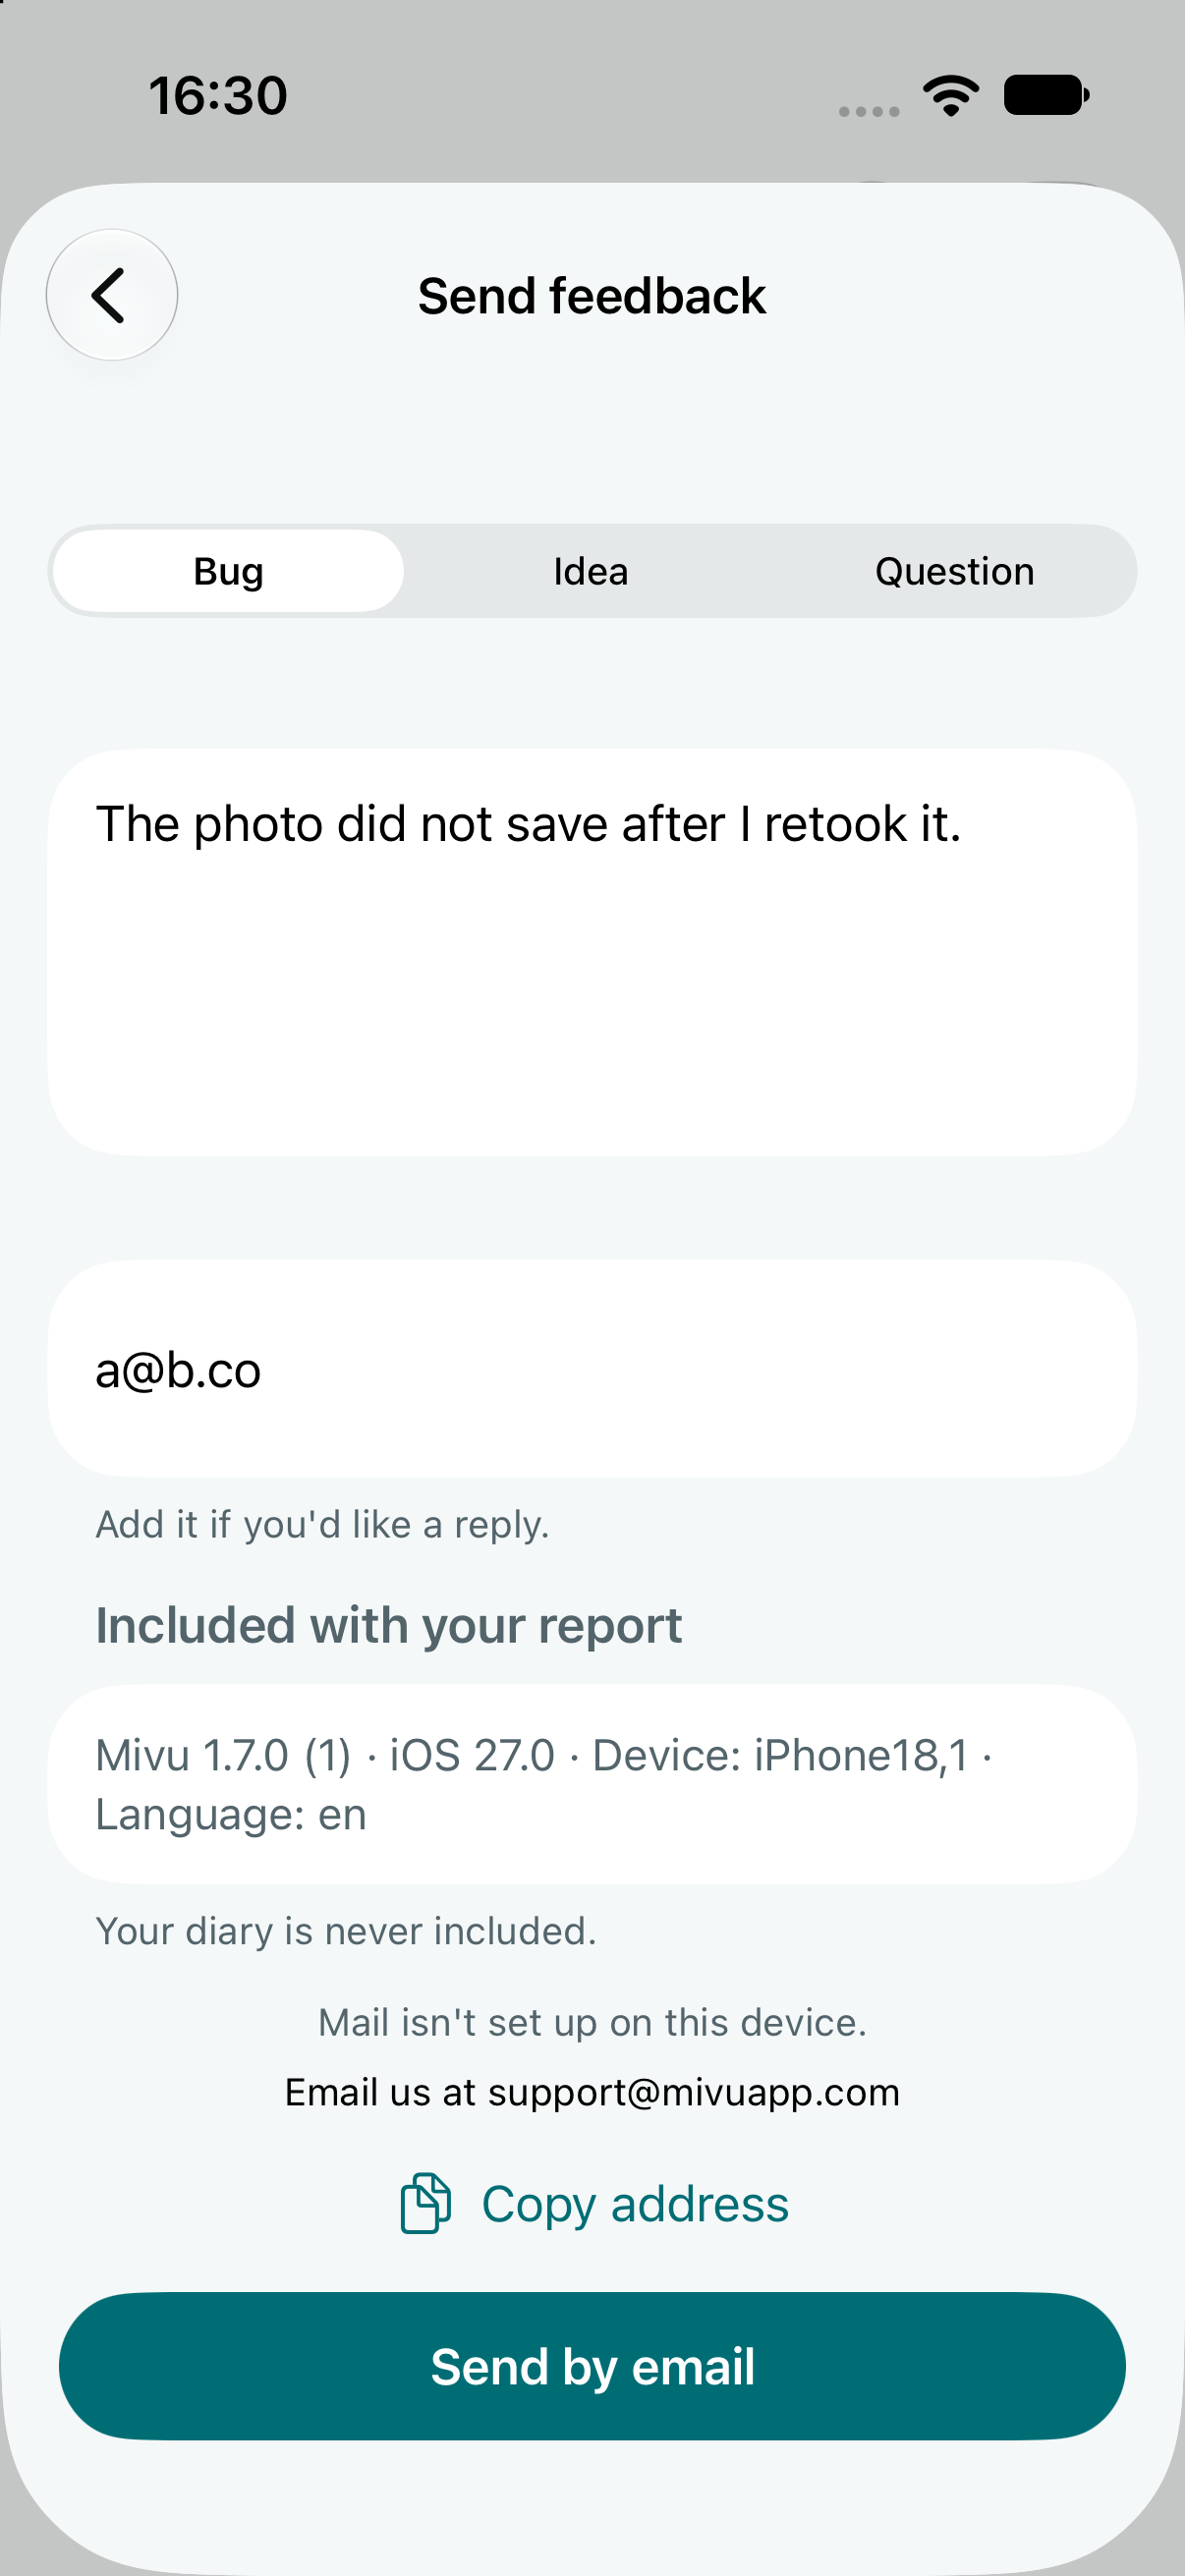 16:30
Send feedback
Bug
Idea
Question
The photo did not save after I retook it.
a@b.co
Add it if you'd like a reply.
Included with your report
Mivu 1.7.0 (1) · iOS 27.0 · Device: iPhone18,1 ·
Language: en
Your diary is never included.
Mail isn't set up on this device.
Email us at support@mivuapp.com
Copy address
Send by email